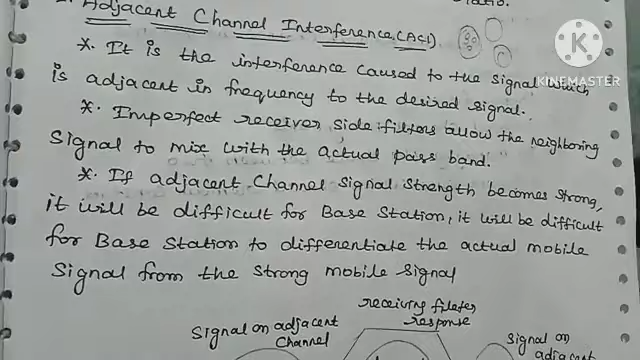 Adjacent Channel Interference (ACI)
*. It is the interference caused to the signal which
is adjacent in frequency to the desired signal.
*. Imperfect receiver side filters allow the neighboring
signal to mix with the actual pass band.
*. If adjacent channel signal strength becomes strong,
it will be difficult for Base Station, it will be difficult
for Base Station to differentiate the actual mobile
signal from the strong mobile signal
receiving filater
response
signal on adjacent
channel
signal on
adjacent
KINEMASTER